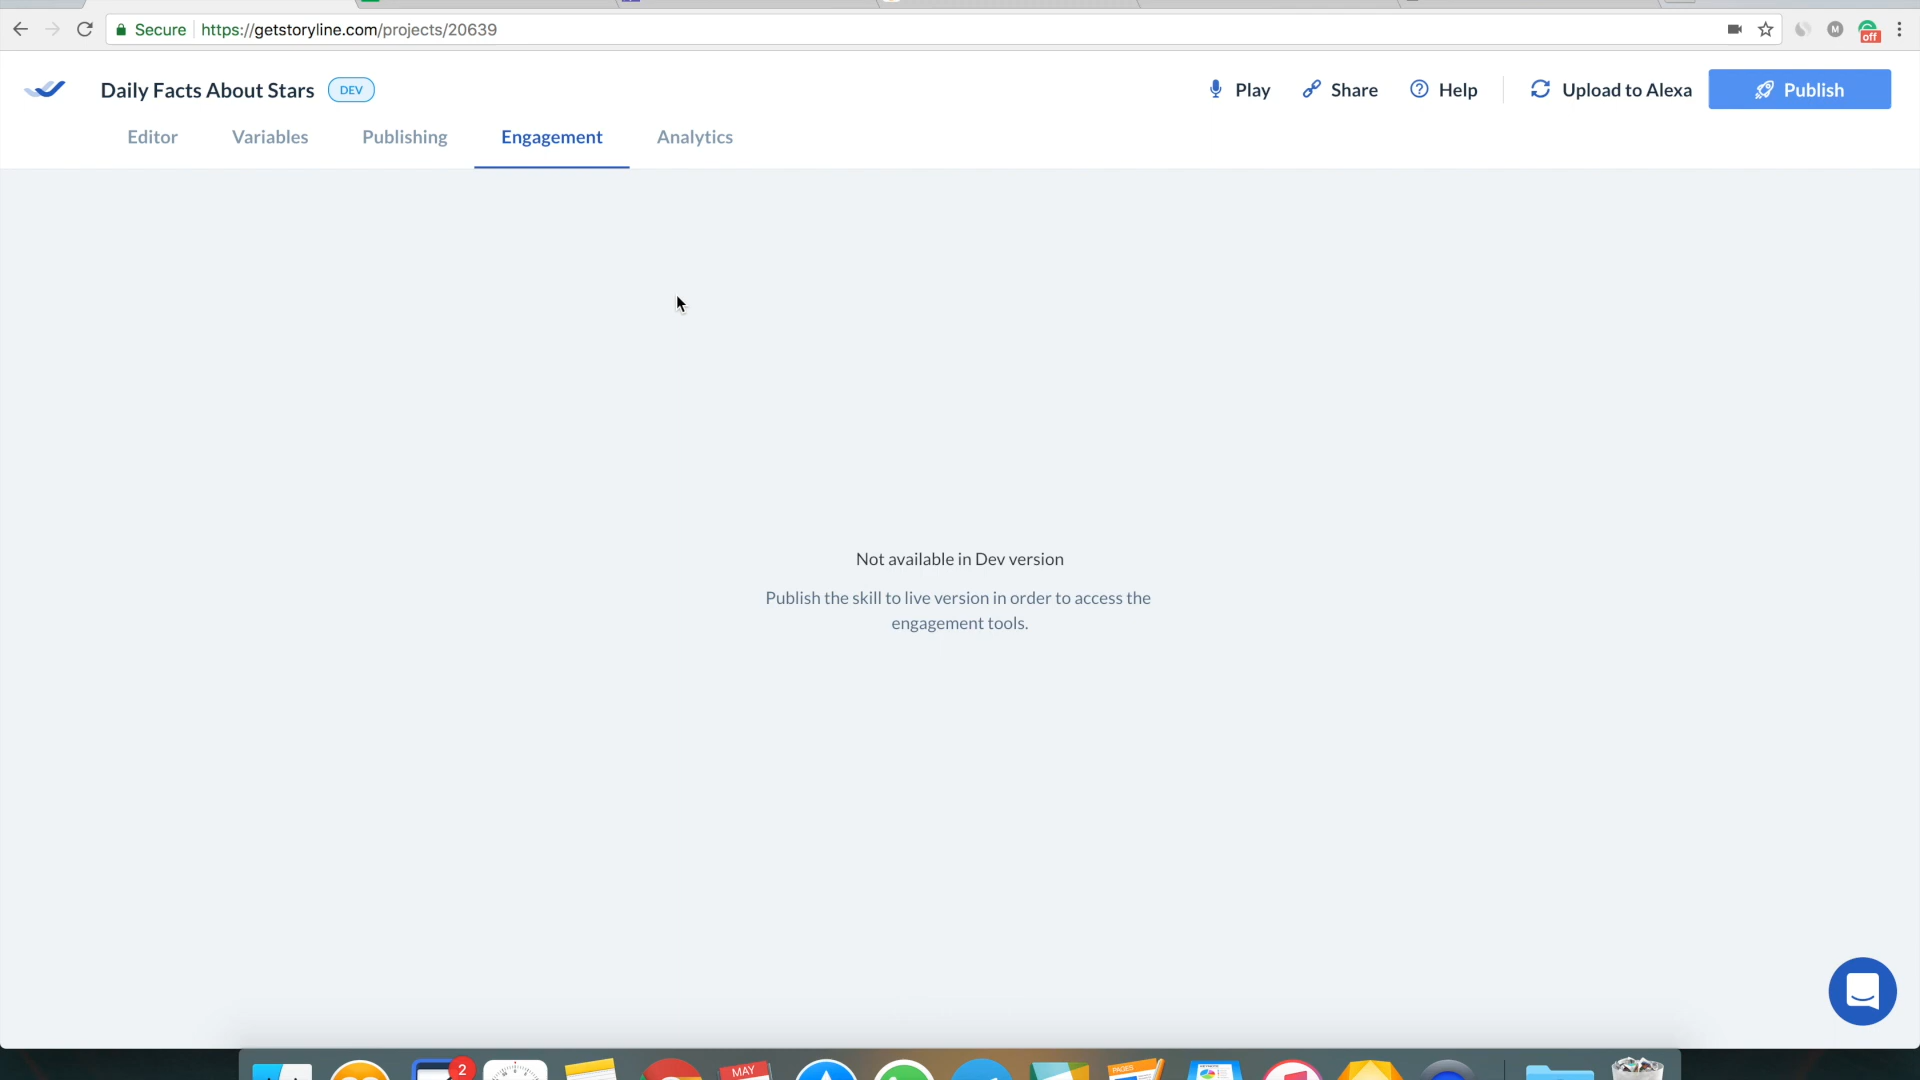 Secure https://getstoryline.com/projects/20639
off
Daily Facts About Stars DEV
Play Share Help Upload to Alexa Publish
Editor Variables Publishing Engagement Analytics
Not available in Dev version
Publish the skill to live version in order to access the
engagement tools.
2
MAY
PAGES